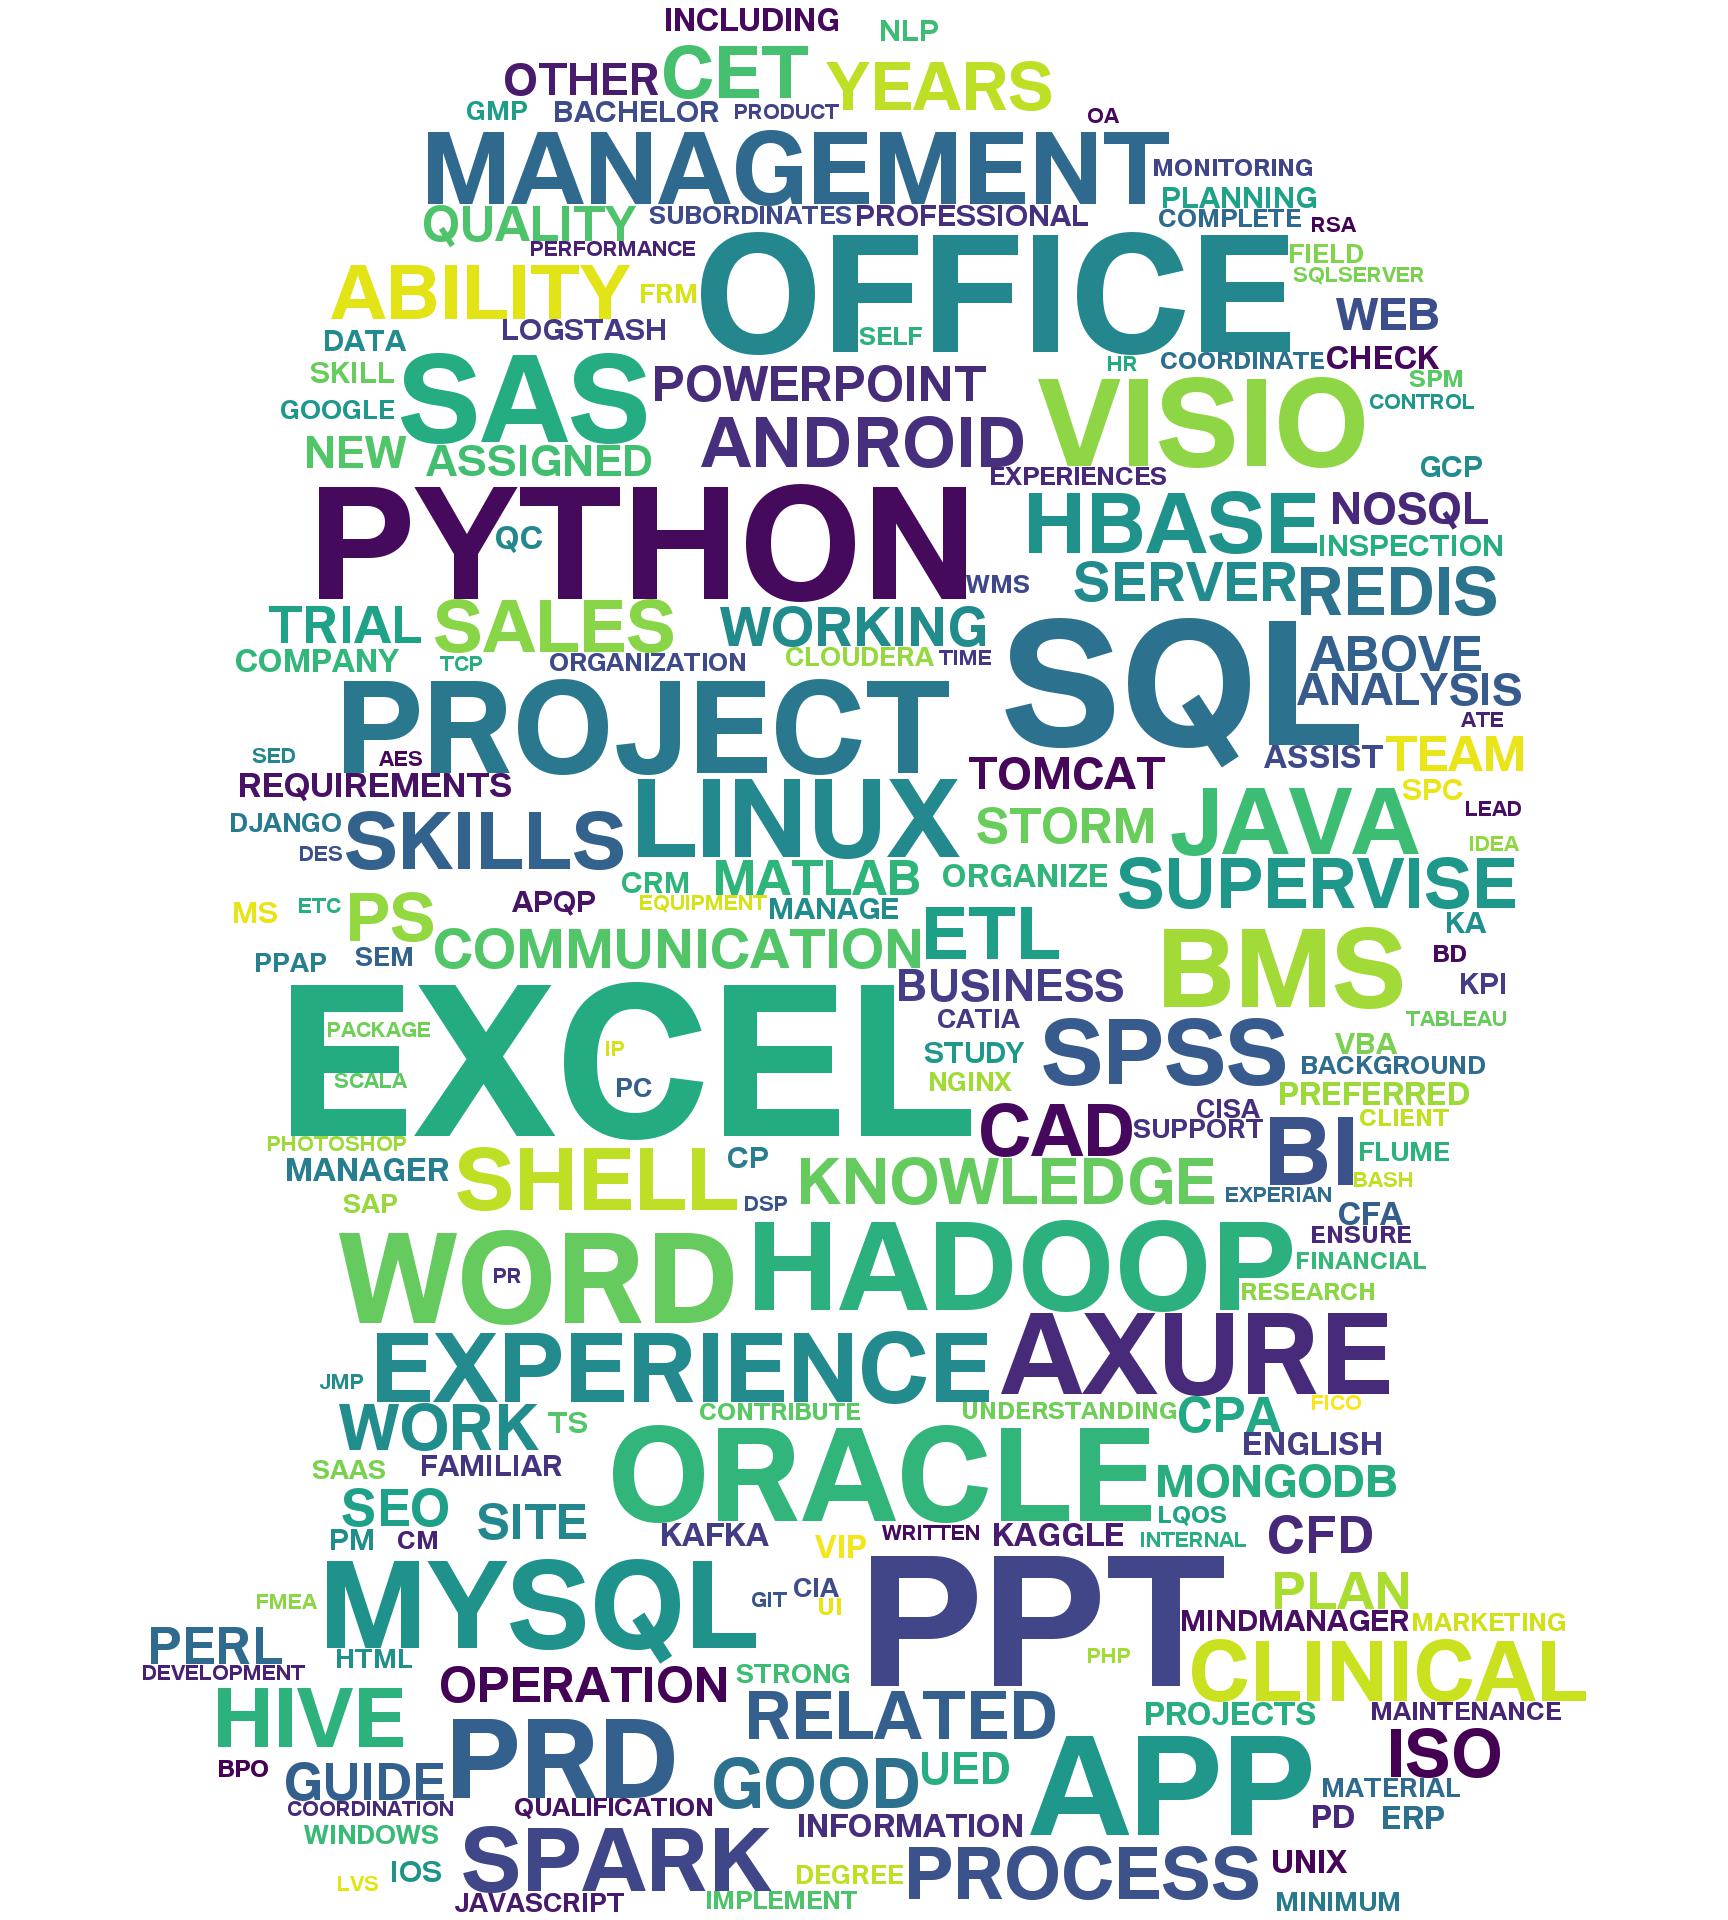 INCLUDING
NLP
OTHER
CET
YEARS
GMP
BACHELOR
PRODUCT
OA
MANAGEMENT
MONITORING
PLANNING
QUALITY
SUBORDINATES
PROFESSIONAL
COMPLETE
RSA
PERFORMANCE
OFFICE
FIELD
SQLSERVER
ABILITY
FRM
WEB
LOGSTASH
SELF
DATA
HR
COORDINATE
CHECK
SKILL
SAS
POWERPOINT
VISIO
SPM
CONTROL
GOOGLE
ANDROID
NEW
ASSIGNED
EXPERIENCES
GCP
PYTHON
QC
HBASE
NOSQL
INSPECTION
WMS
SERVER
REDIS
TRIAL
SALES
WORKING
SQL
ABOVE
COMPANY
TCP
ORGANIZATION
CLOUDERA
TIME
ANALYSIS
PROJECT
ATE
SED
AES
ASSIST
TEAM
REQUIREMENTS
LINUX
TOMCAT
SPC
LEAD
DJANGO
SKILLS
STORM
JAVA
IDEA
DES
CRM
MATLAB
ORGANIZE
SUPERVISE
MS
ETC
PS
APQP
EQUIPMENT
MANAGE
ETL
KA
PPAP
SEM
COMMUNICATION
BMS
BD
BUSINESS
KPI
EXCEL
PACKAGE
IP
CATIA
SPSS
TABLEAU
STUDY
VBA
BACKGROUND
SCALA
PC
NGINX
PREFERRED
CAD
CISA
SUPPORT
BI
CLIENT
PHOTOSHOP
FLUME
MANAGER
SHELL
CP
KNOWLEDGE
BASH
SAP
DSP
EXPERIAN
CFA
WORD
PR
HADOOP
ENSURE
FINANCIAL
RESEARCH
EXPERIENCE
AXURE
JMP
WORK
TS
CONTRIBUTE
UNDERSTANDING
CPA
FICO
ENGLISH
SAAS
FAMILIAR
ORACLE
MONGODB
SEO
SITE
LQOS
PM
CM
KAFKA
VIP
WRITTEN
KAGGLE
INTERNAL
CFD
MYSQL
GIT
CIA
UI
PPT
PLAN
FMEA
MINDMANAGER
MARKETING
PERL
HTML
PHP
CLINICAL
DEVELOPMENT
OPERATION
STRONG
HIVE
RELATED
PROJECTS
MAINTENANCE
PRD
ISO
BPO
GUIDE
GOOD
UED
APP
MATERIAL
COORDINATION
QUALIFICATION
INFORMATION
PD
ERP
WINDOWS
SPARK
IOS
LVS
DEGREE
PROCESS
UNIX
JAVASCRIPT
IMPLEMENT
MINIMUM